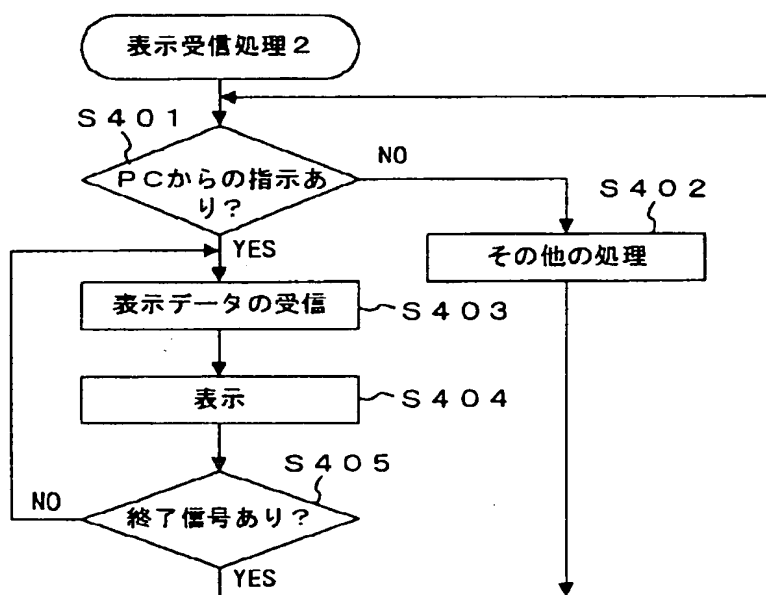 表示受信処理2
S401
PCからの指示あ
り?
NO
S402
その他の処理
YES
表示データの受信
S403
表示
S404
S405
終了信号あり?
NO
YES